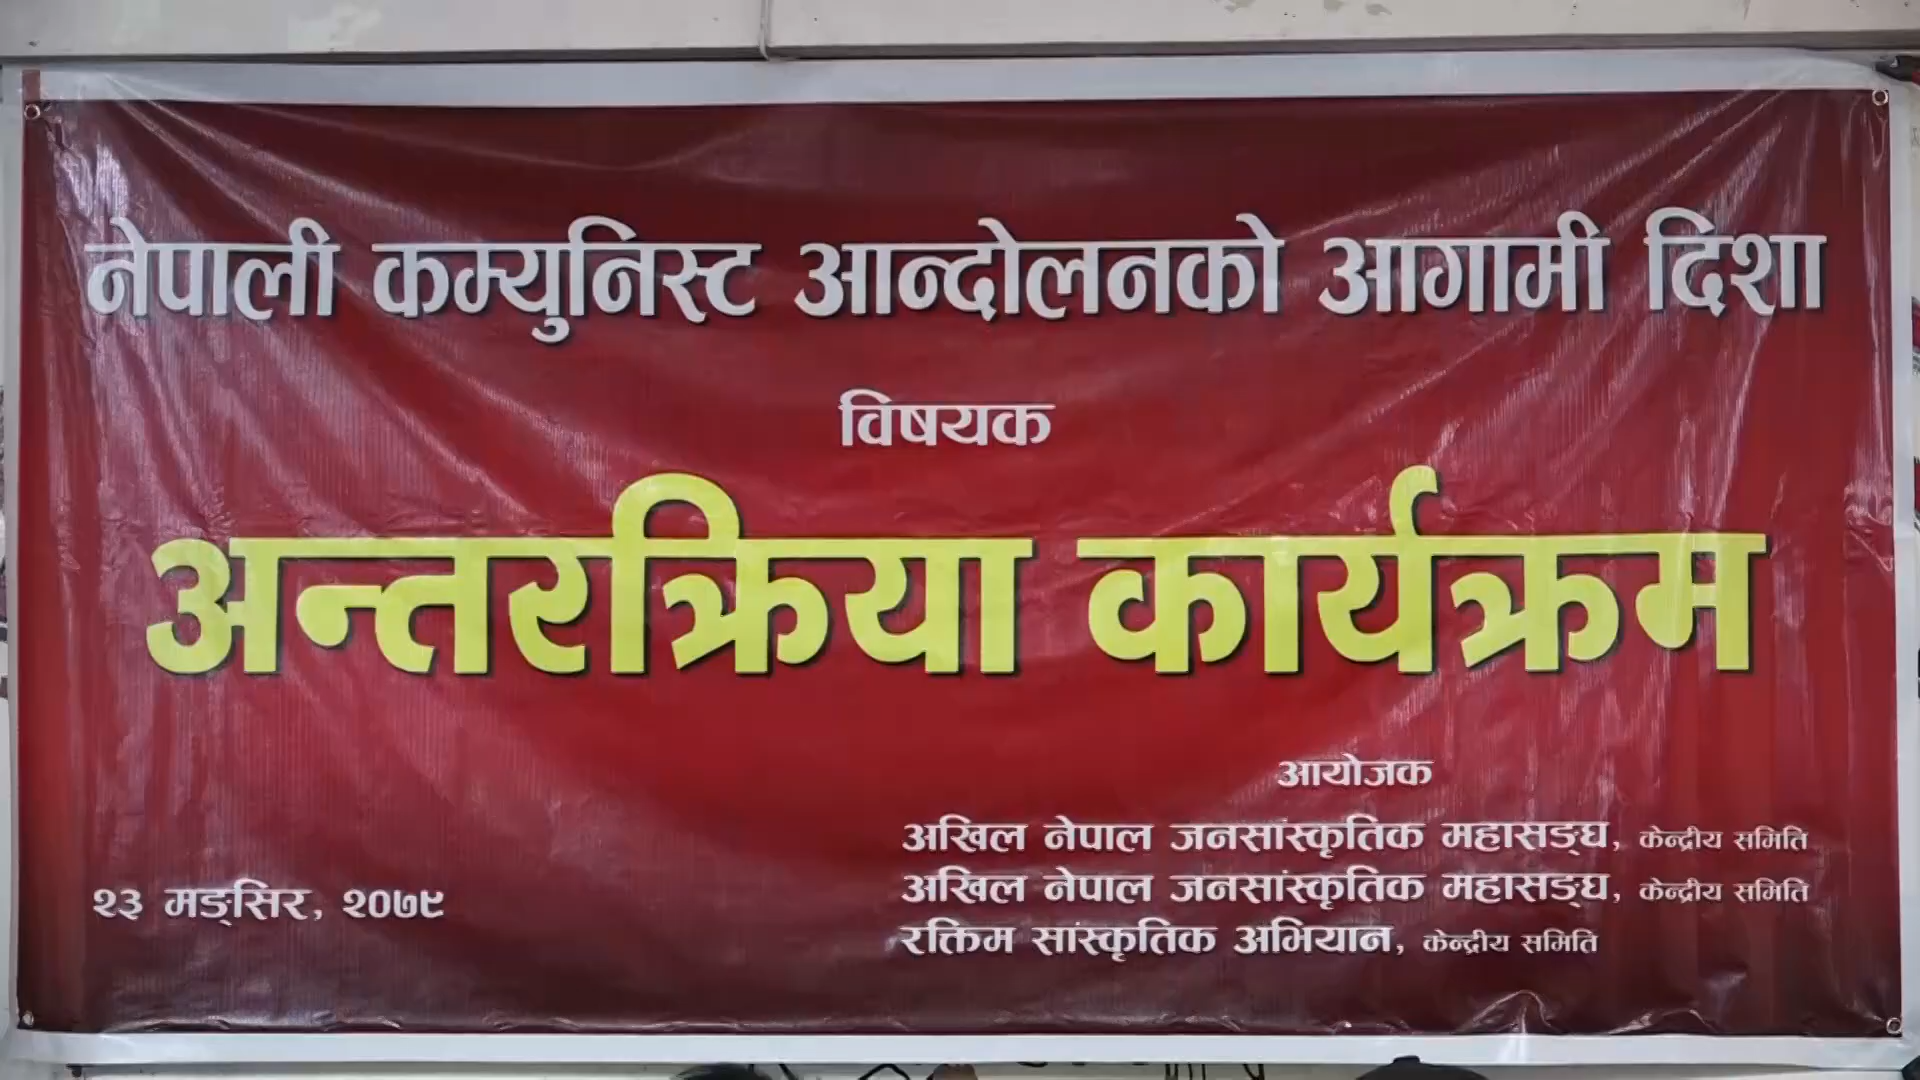 नेपाली कम्युनिस्ट आन्दोलनको आगामी दिशा
विषयक
अन्तरक्रिया कार्यक्रम
आयोजक
अखिल नेपाल जनसांस्कृतिक महासङ्घ, केन्द्रीय समिति
अखिल नेपाल जनसांस्कृतिक महासङ्घ, केन्द्रीय समिति
रक्तिम सांस्कृतिक अभियान, केन्द्रीय समिति
२३ मङ्सिर, २०७९